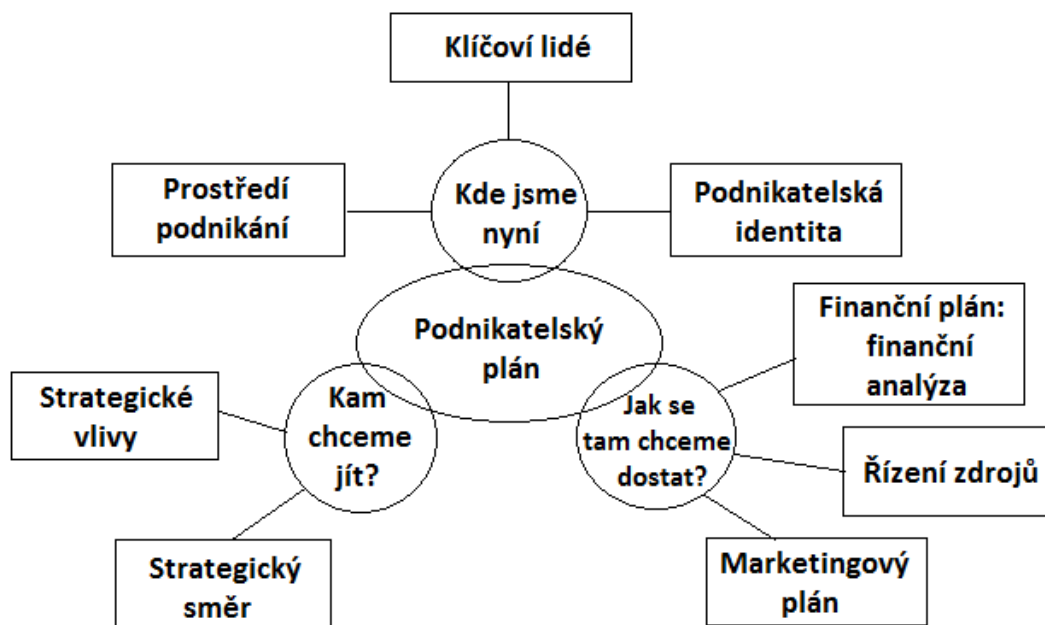 Klíčoví lidé
Prostředí
podnikání
Kde jsme
nyní
Podnikatelská
identita
Podnikatelský
plán
Finanční plán:
finanční
analýza
Strategické
vlivy
Kam
chceme
jít?
Jak se
tam chceme
dostat?
Řízení zdrojů
Strategický
směr
Marketingový
plán